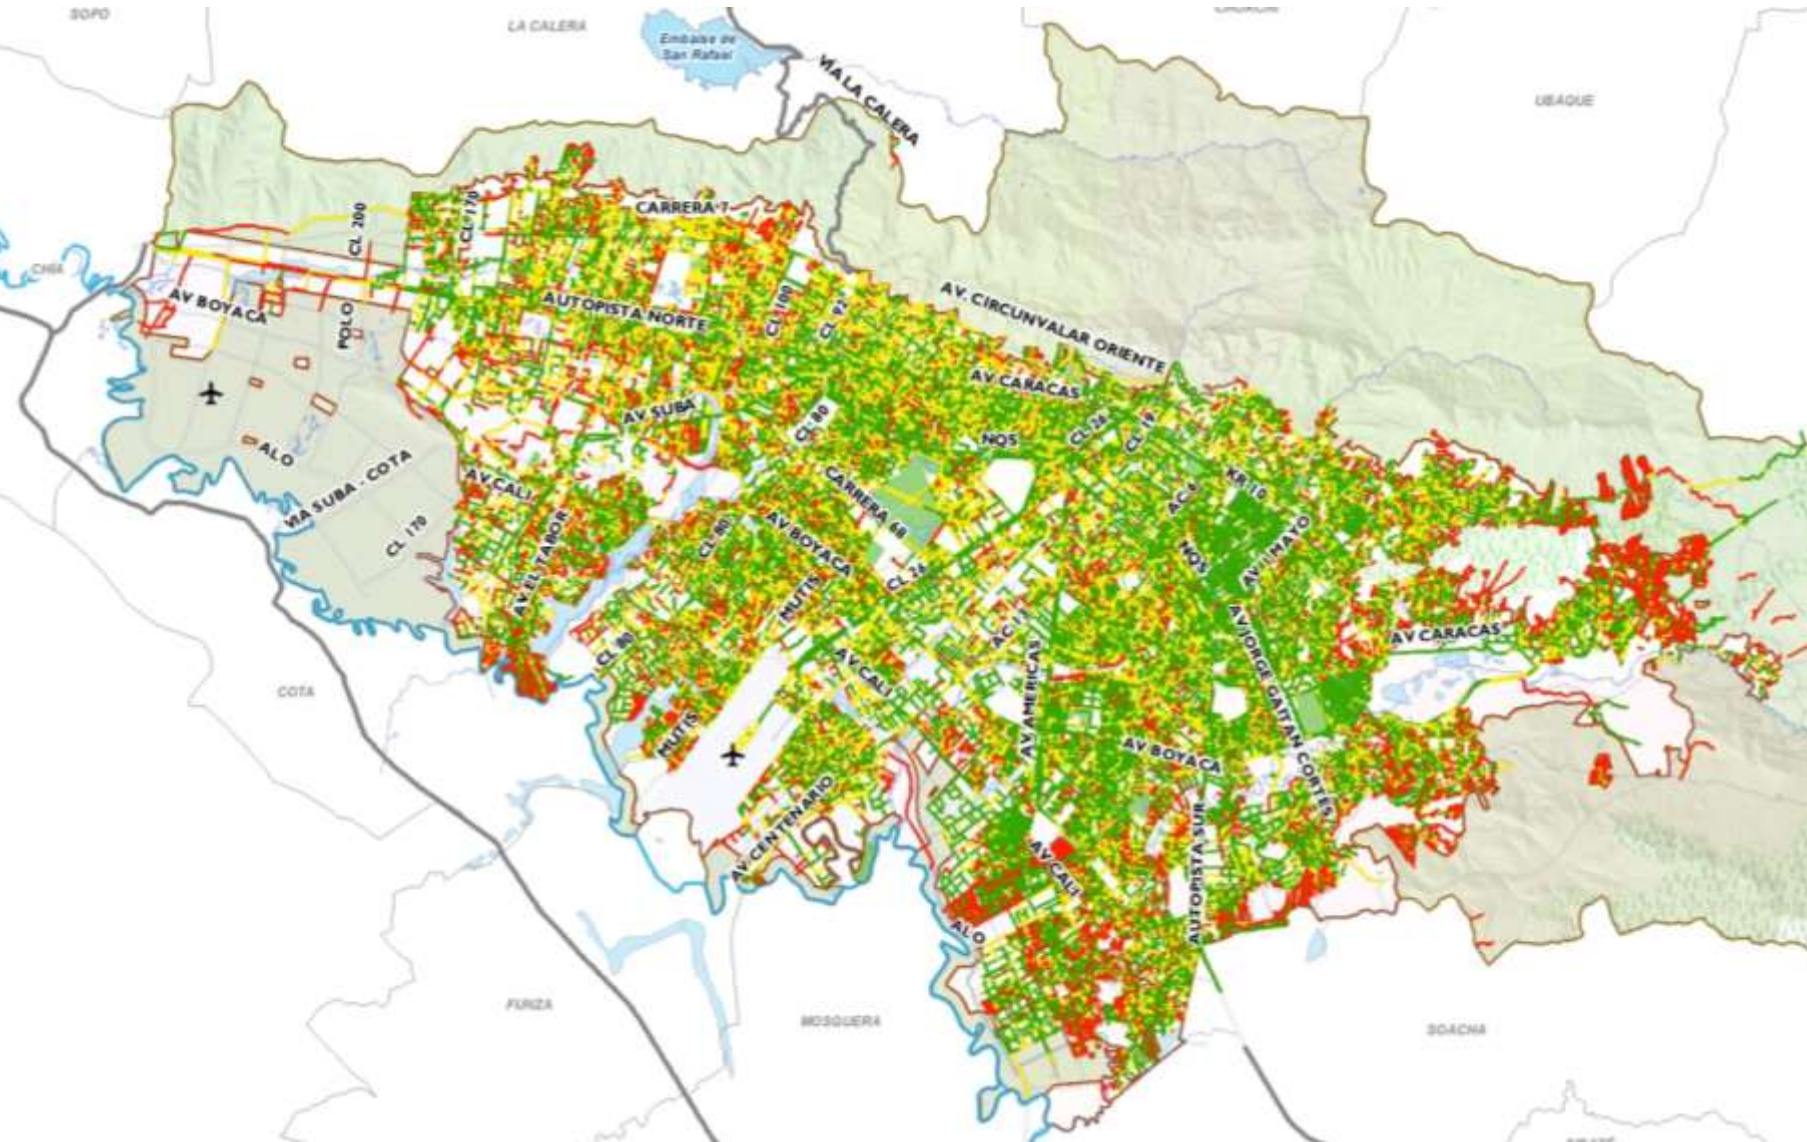 SOPO
LA CALERA
Embalse de
San Rafael
VIA LA CALERA
UBAQUE
CARRERA 7
CL 170
CL 200
CHIA
AV BOYACA
POLO
AUTOPISTA NORTE
CL 100
CL 92
AV. CIRCUNVALAR ORIENTE
AV CARACAS
AV SUBA
CL 80
NQS
CL 26
CL 19
ALO
VIA SUBA - COTA
AV CALI
CARRERA 68
KR 10
AC 6
CL 170
AV EL TABOR
CL 80
AV BOYACA
CL 26
MUTIS
NQS
AV 1 MAYO
CL 80
AV CALI
AV AMERICAS
AV JORGE GAITAN CORTES
AV CARACAS
COTA
MUTIS
AV BOYACA
AV CENTENARIO
AV CALI
AUTOPISTA SUR
ALO
FUNZA
MOSQUERA
SOACHA